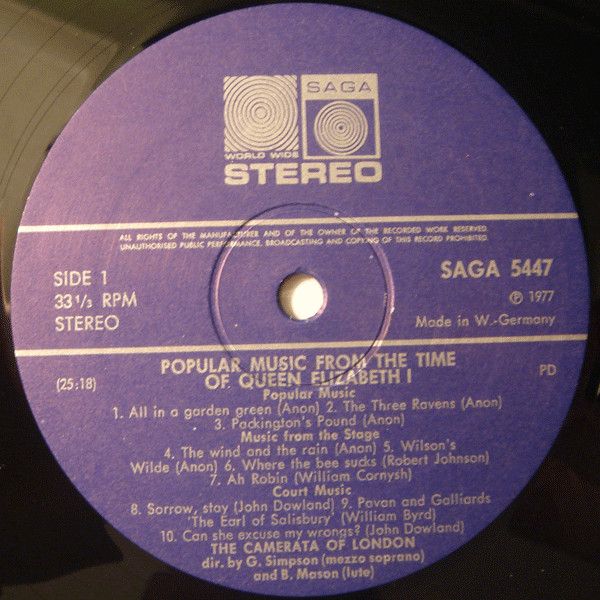 SAGA
WORLD WIDE
STEREO
ALL RIGHTS OF THE MANUFACTURER AND OF THE OWNER OF THE RECORDED WORK RESERVED
UNAUTHORISED PUBLIC PERFORMANCE, BROADCASTING AND COPYING OF THIS RECORD PROHIBITED.
SIDE 1
33 1/3 RPM
STEREO
SAGA 5447
℗ 1977
Made in W.-Germany
POPULAR MUSIC FROM THE TIME
OF QUEEN ELIZABETH I
(25:18)
PD
Popular Music
1. All in a garden green (Anon) 2. The Three Ravens (Anon)
3. Packington's Pound (Anon)
Music from the Stage
4. The wind and the rain (Anan) 5. Wilson's
Wilde (Anon) 6. Where the bee sucks (Robert Johnson)
7. Ah Robin (William Cornysh)
Court Music
8. Sorrow, stay (John Dowland) 9. Pavan and Galliards
'The Earl of Salisbury' (William Byrd)
10. Can she excuse my wrongs? (John Dowland)
THE CAMERATA OF LONDON
dir. by G. Simpson (mezzo soprano)
and B. Mason (lute)